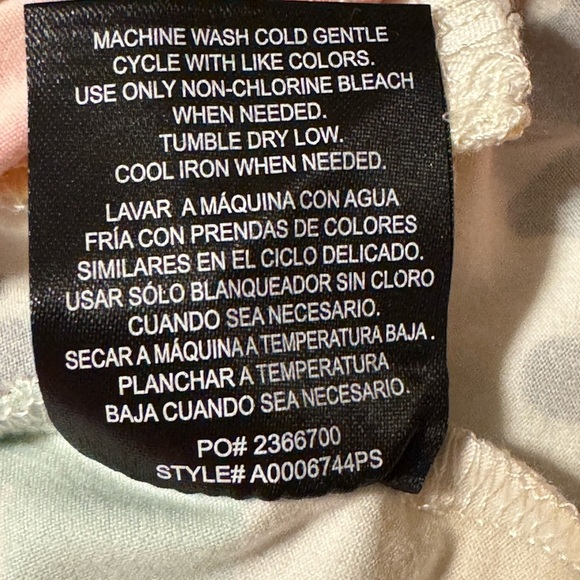 MACHINE WASH COLD GENTLE
CYCLE WITH LIKE COLORS.
USE ONLY NON-CHLORINE BLEACH
WHEN NEEDED.
TUMBLE DRY LOW.
COOL IRON WHEN NEEDED.
LAVAR A MÁQUINA CON AGUA
FRÍA CON PRENDAS DE COLORES
SIMILARES EN EL CICLO DELICADO.
USAR SÓLO BLANQUEADOR SIN CLORO
CUANDO SEA NECESARIO.
SECAR A MÁQUINA A TEMPERATURA BAJA.
PLANCHAR A TEMPERATURA
BAJA CUANDO SEA NECESARIO.
PO# 2366700
STYLE# A0006744PS